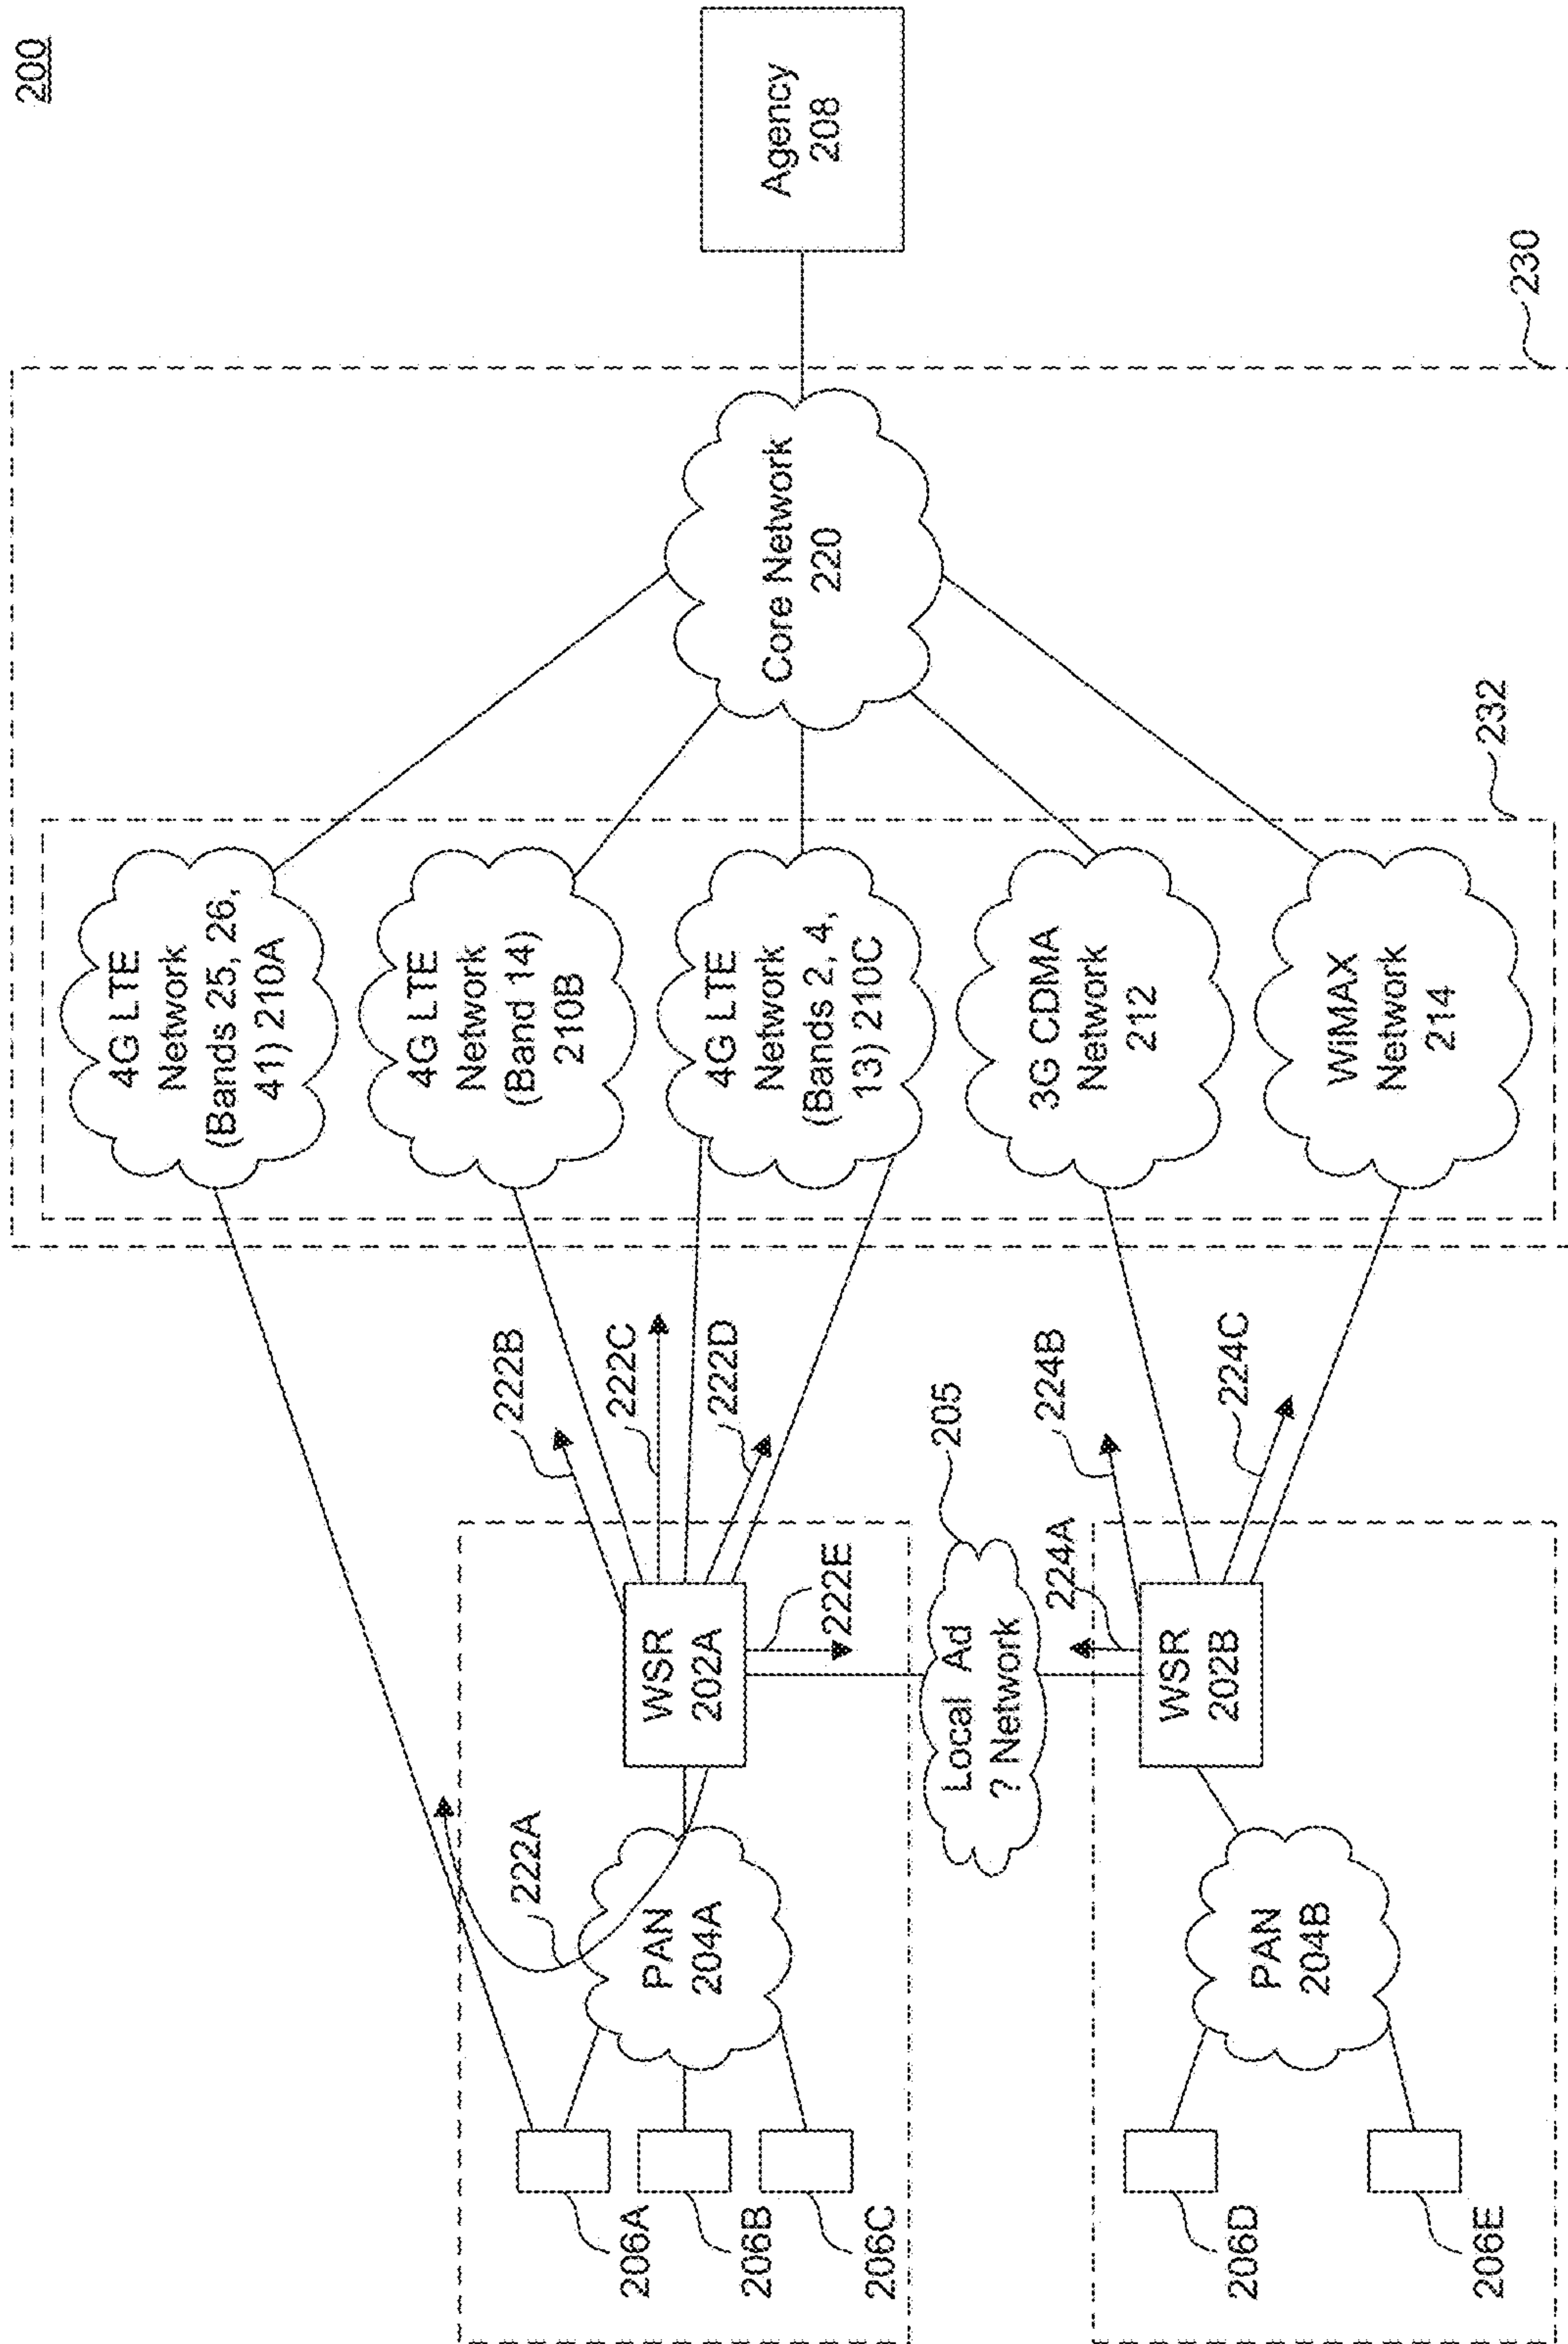 200
Agency
208
230
Core Network
220
232
4G LTE
Network
(Bands 25, 26,
41) 210A
4G LTE
Network
(Band 14)
210B
4G LTE
Network
(Bands 2, 4,
13) 210C
3G CDMA
Network
212
WiMAX
Network
214
222B
222C
222D
224B
224C
205
222E
224A
WSR
202A
Local Ad
? Network
WSR
202B
222A
PAN
204A
PAN
204B
206A
206B
206C
206D
206E